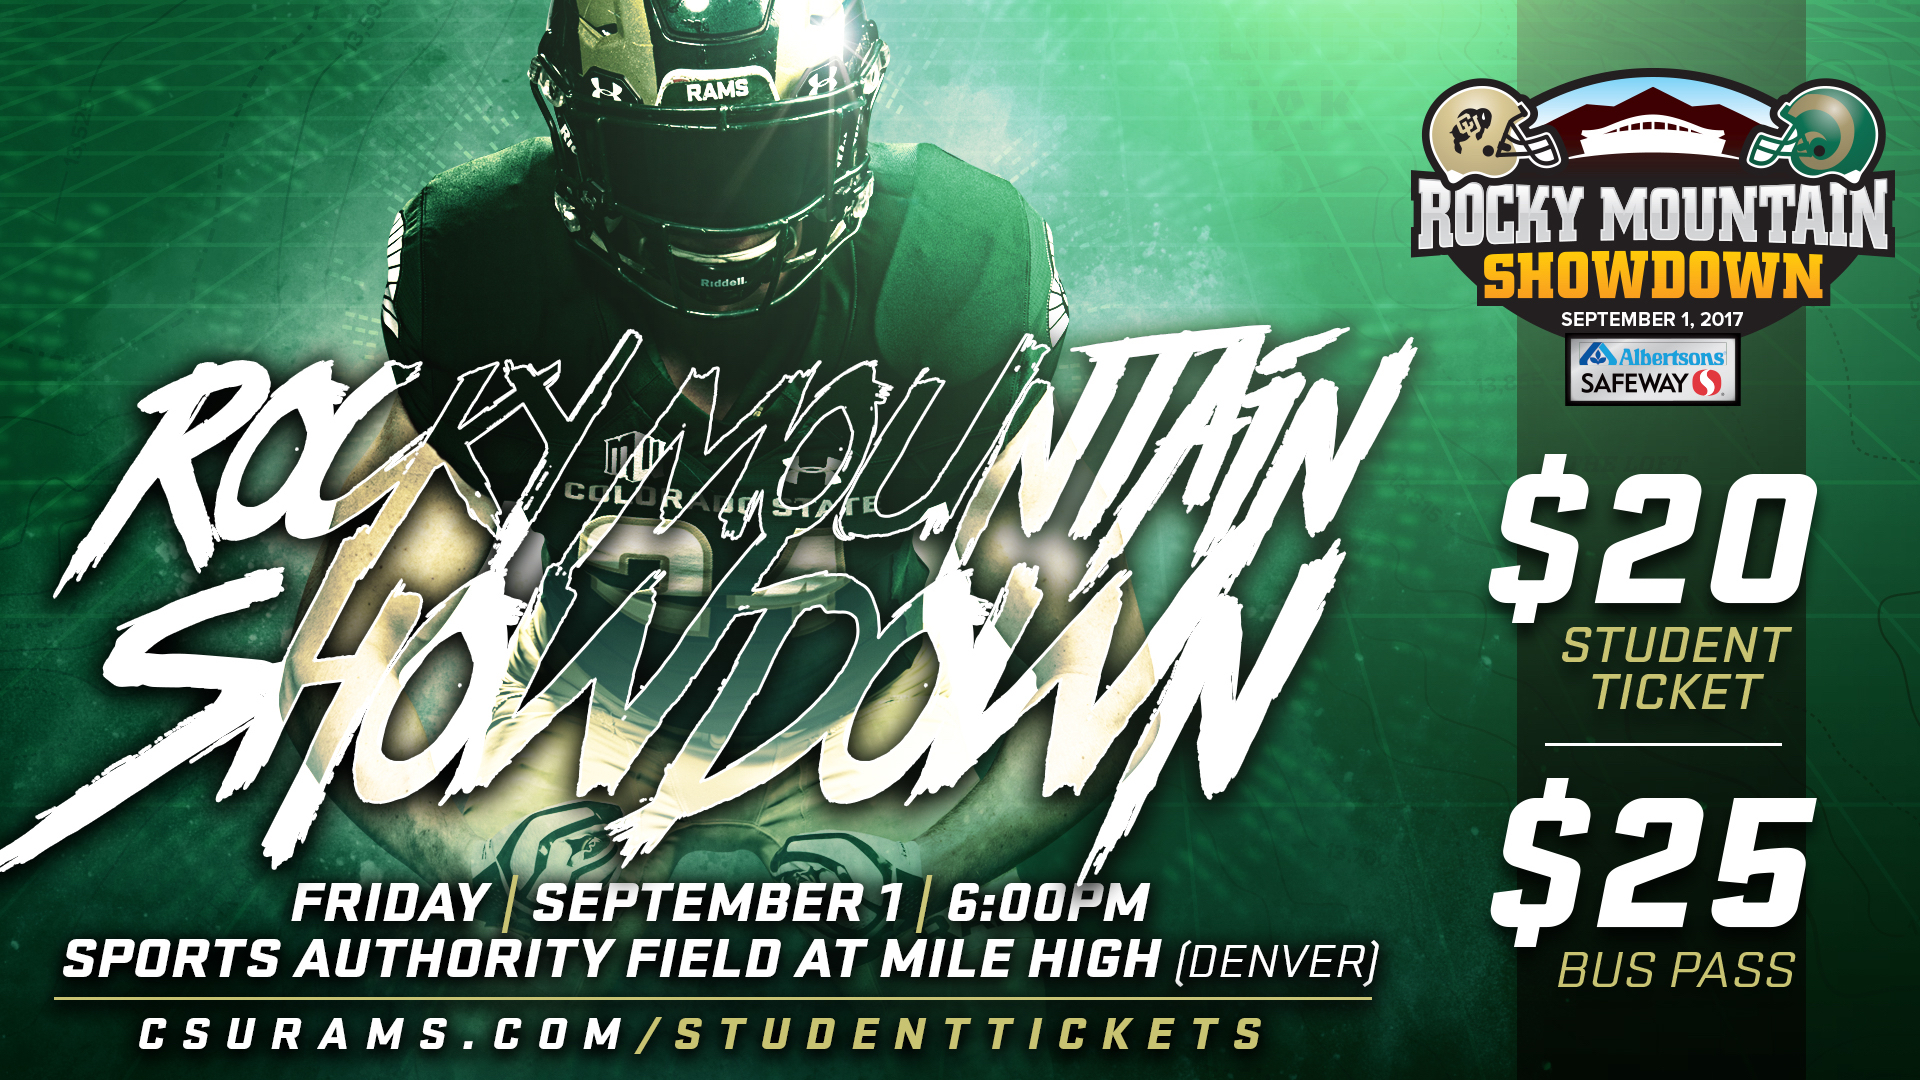 RAMS
Riddell
ROCKY MOUNTAIN
SHOWDOWN
COLORADO STATE
FRIDAY | SEPTEMBER 1 | 6:00PM
SPORTS AUTHORITY FIELD AT MILE HIGH (DENVER)
CSURAMS.COM/STUDENTTICKETS
CU
ROCKY MOUNTAIN
SHOWDOWN
SEPTEMBER 1, 2017
Albertsons
SAFEWAY
$20
STUDENT
TICKET
$25
BUS PASS